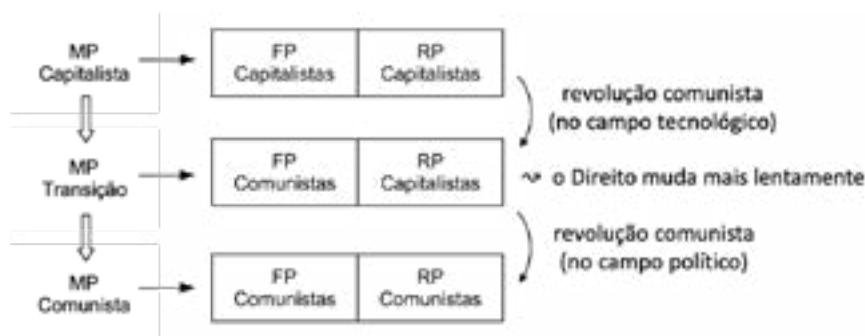 MP
Capitalista
FP
Capitalistas
RP
Capitalistas
revolução comunista
(no campo tecnológico)
MP
Transição
FP
Comunistas
RP
Capitalistas
↝ o Direito muda mais lentamente
revolução comunista
(no campo político)
MP
Comunista
FP
Comunistas
RP
Comunistas